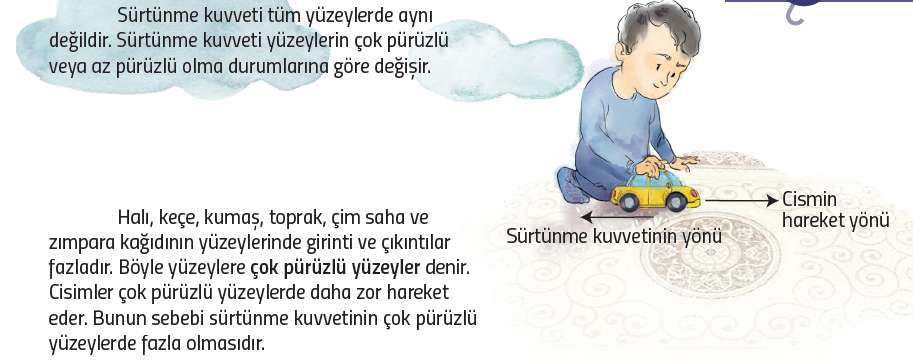 Sürtünme kuvveti tüm yüzeylerde aynı
değildir. Sürtünme kuvveti yüzeylerin çok pürüzlü
veya az pürüzlü olma durumlarına göre değişir.
Cismin
hareket yönü
Sürtünme kuvvetinin yönü
Halı, keçe, kumaş, toprak, çim saha ve
zımpara kağıdının yüzeylerinde girinti ve çıkıntılar
fazladır. Böyle yüzeylere çok pürüzlü yüzeyler denir.
Cisimler çok pürüzlü yüzeylerde daha zor hareket
eder. Bunun sebebi sürtünme kuvvetinin çok pürüzlü
yüzeylerde fazla olmasıdır.